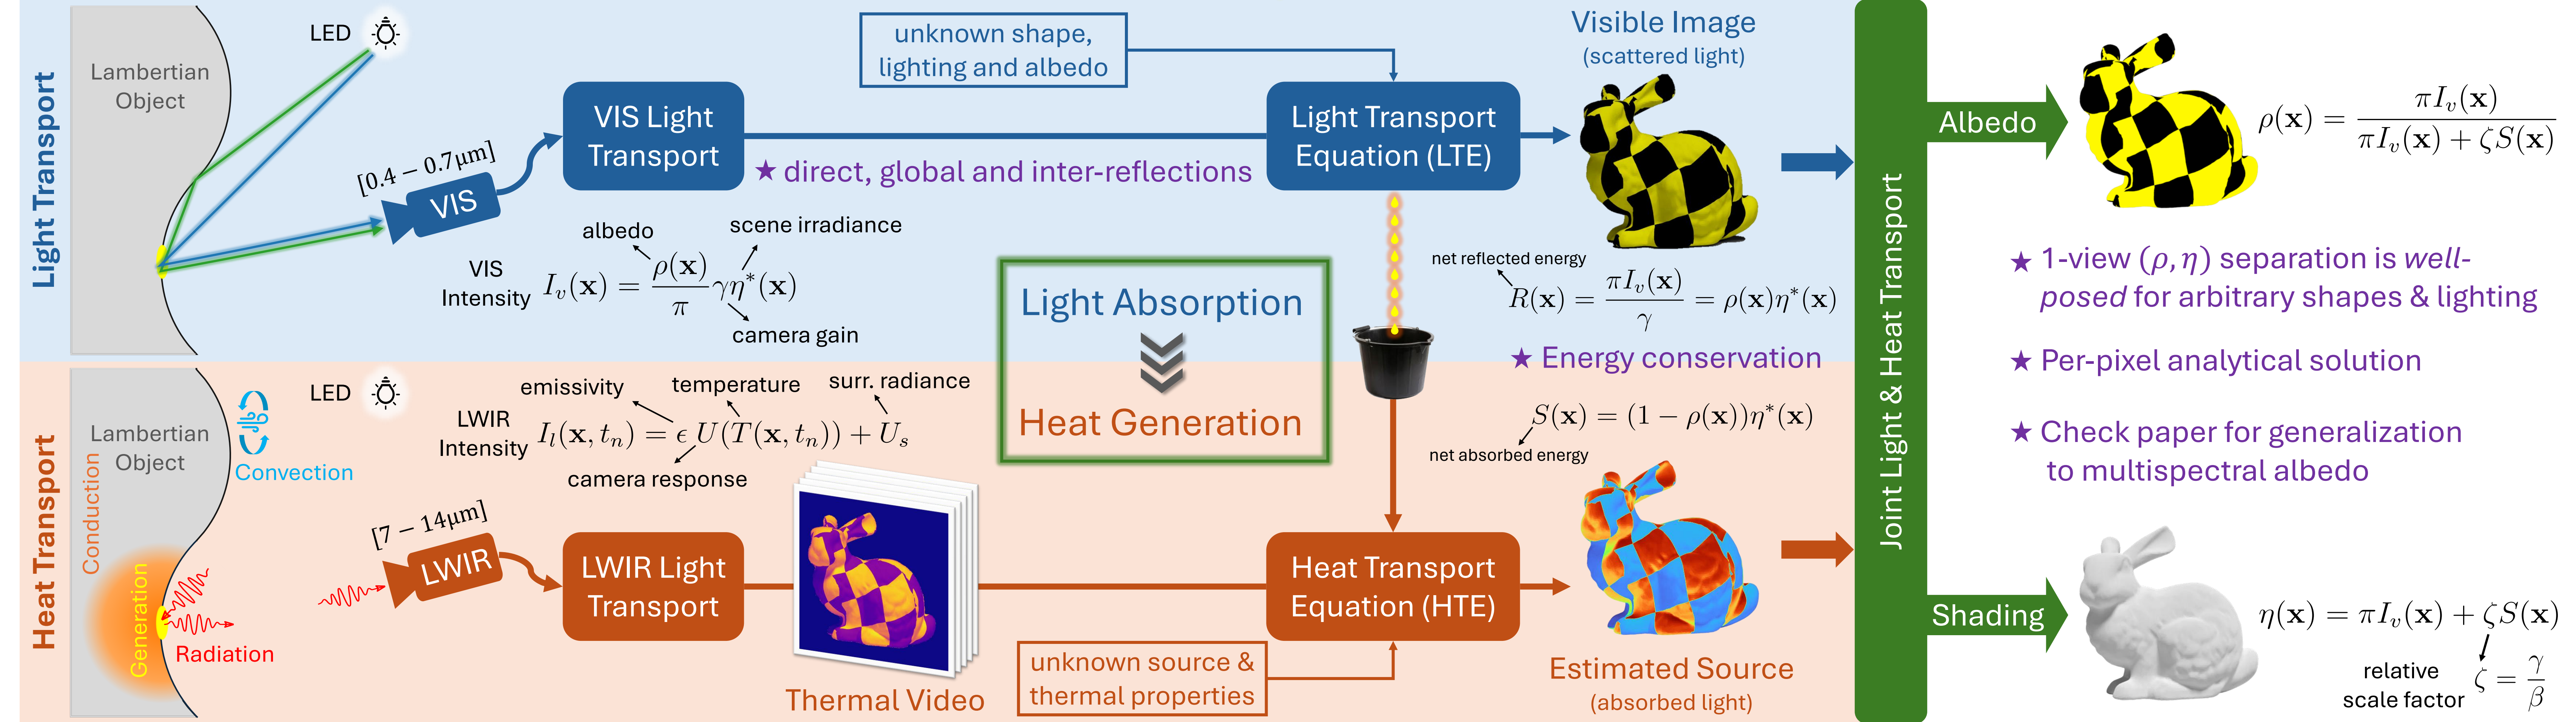 Light Transport
Lambertian
Object
LED
[0.4 − 0.7μm]
VIS
VIS Light
Transport
unknown shape,
lighting and albedo
★ direct, global and inter-reflections
Light Transport
Equation (LTE)
Visible Image
(scattered light)
albedo
scene irradiance
VIS
Intensity
I_v(x) = ρ(x)/π γη*(x)
camera gain
net reflected energy
R(x) = πI_v(x)/γ = ρ(x)η*(x)
★ Energy conservation
Light Absorption
Heat Generation
Heat Transport
Lambertian
Object
LED
Convection
Conduction
Generation
Radiation
[7 − 14μm]
LWIR
LWIR Light
Transport
emissivity
temperature
surr. radiance
LWIR
Intensity
I_l(x, t_n) = ϵ U(T(x, t_n)) + U_s
camera response
Thermal Video
unknown source &
thermal properties
Heat Transport
Equation (HTE)
S(x) = (1 − ρ(x))η*(x)
net absorbed energy
Estimated Source
(absorbed light)
Joint Light & Heat Transport
Albedo
ρ(x) = πI_v(x)/(πI_v(x) + ζS(x))
★ 1-view (ρ, η) separation is well-
posed for arbitrary shapes & lighting
★ Per-pixel analytical solution
★ Check paper for generalization
to multispectral albedo
Shading
η(x) = πI_v(x) + ζS(x)
relative
scale factor
ζ = γ/β